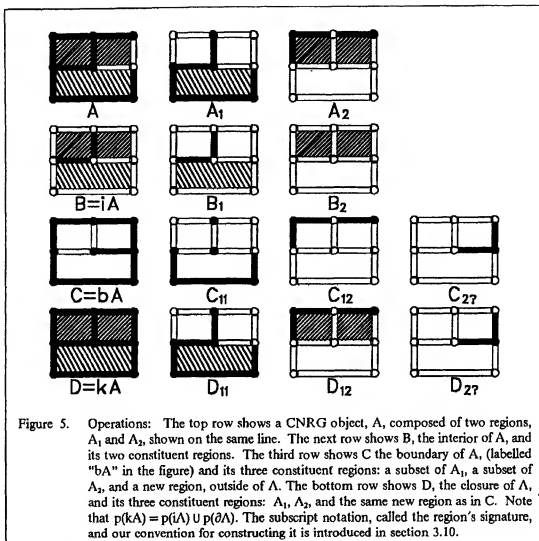 A A₁ A₂
B=iA B₁ B₂
C=bA C₁₁ C₁₂ C₂?
D=kA D₁₁ D₁₂ D₂?
Figure 5. Operations: The top row shows a CNRG object, A, composed of two regions,
A₁ and A₂, shown on the same line. The next row shows B, the interior of A, and
its two constituent regions. The third row shows C the boundary of A, (labelled
"bA" in the figure) and its three constituent regions: a subset of A₁, a subset of
A₂, and a new region, outside of A. The bottom row shows D, the closure of A,
and its three constituent regions: A₁, A₂, and the same new region as in C. Note
that p(kA) = p(iA) U p(∂A). The subscript notation, called the region's signature,
and our convention for constructing it is introduced in section 3.10.